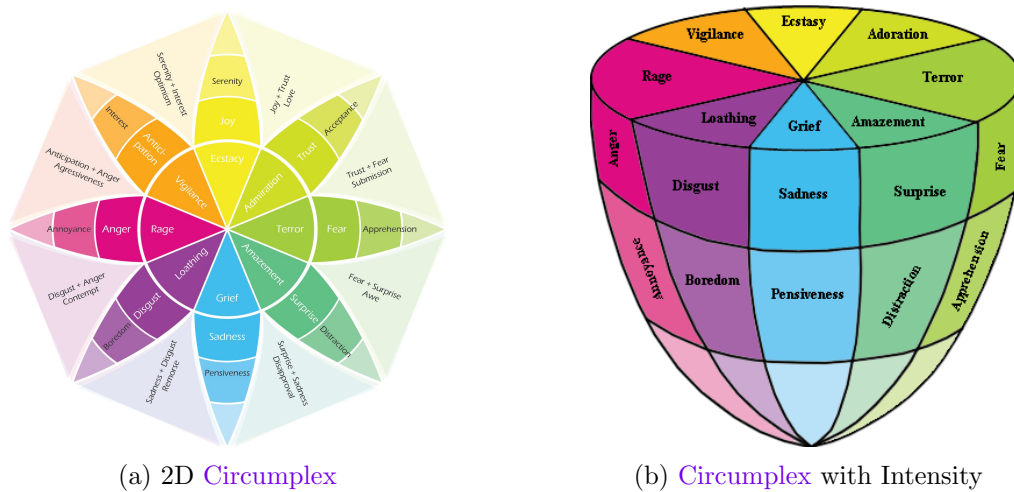 Serenity + Interest
Optimism
Joy + Trust
Love
Serenity
Interest
Acceptance
Joy
Antici-
pation
Trust
Anticipation + Anger
Agressiveness
Trust + Fear
Submission
Ecstasy
Vigilance
Admiration
Annoyance
Anger
Rage
Terror
Fear
Apprehension
Loathing
Amazement
Disgust + Anger
Contempt
Grief
Fear + Surprise
Awe
Disgust
Surprise
Boredom
Sadness
Distraction
Sadness + Disgust
Remorse
Pensiveness
Surprise + Sadness
Disapproval
(a) 2D Circumplex
Ecstasy
Vigilance
Adoration
Rage
Terror
Loathing
Grief
Amazement
Anger
Fear
Disgust
Sadness
Surprise
Annoyance
Boredom
Pensiveness
Distraction
Apprehension
(b) Circumplex with Intensity